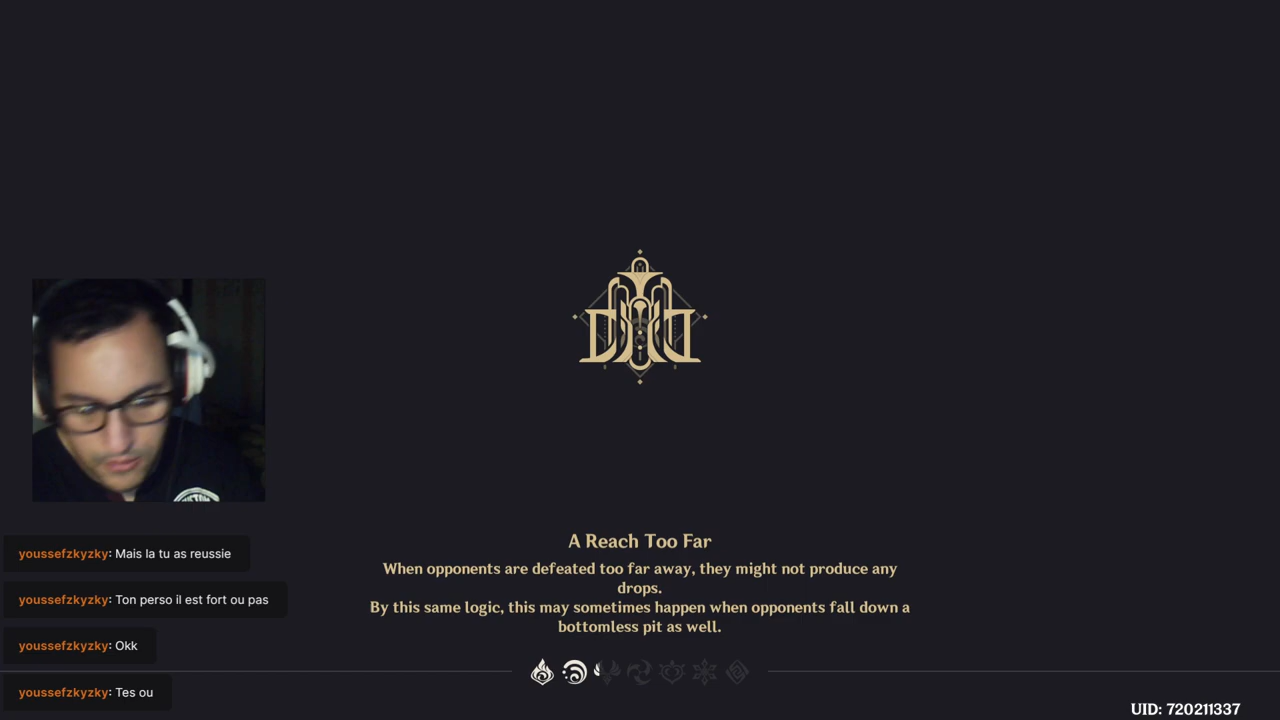 A Reach Too Far
When opponents are defeated too far away, they might not produce any
drops.
By this same logic, this may sometimes happen when opponents fall down a
bottomless pit as well.
youssefzkyzky: Mais la tu as reussie
youssefzkyzky: Ton perso il est fort ou pas
youssefzkyzky: Okk
youssefzkyzky: Tes ou
UID: 720211337